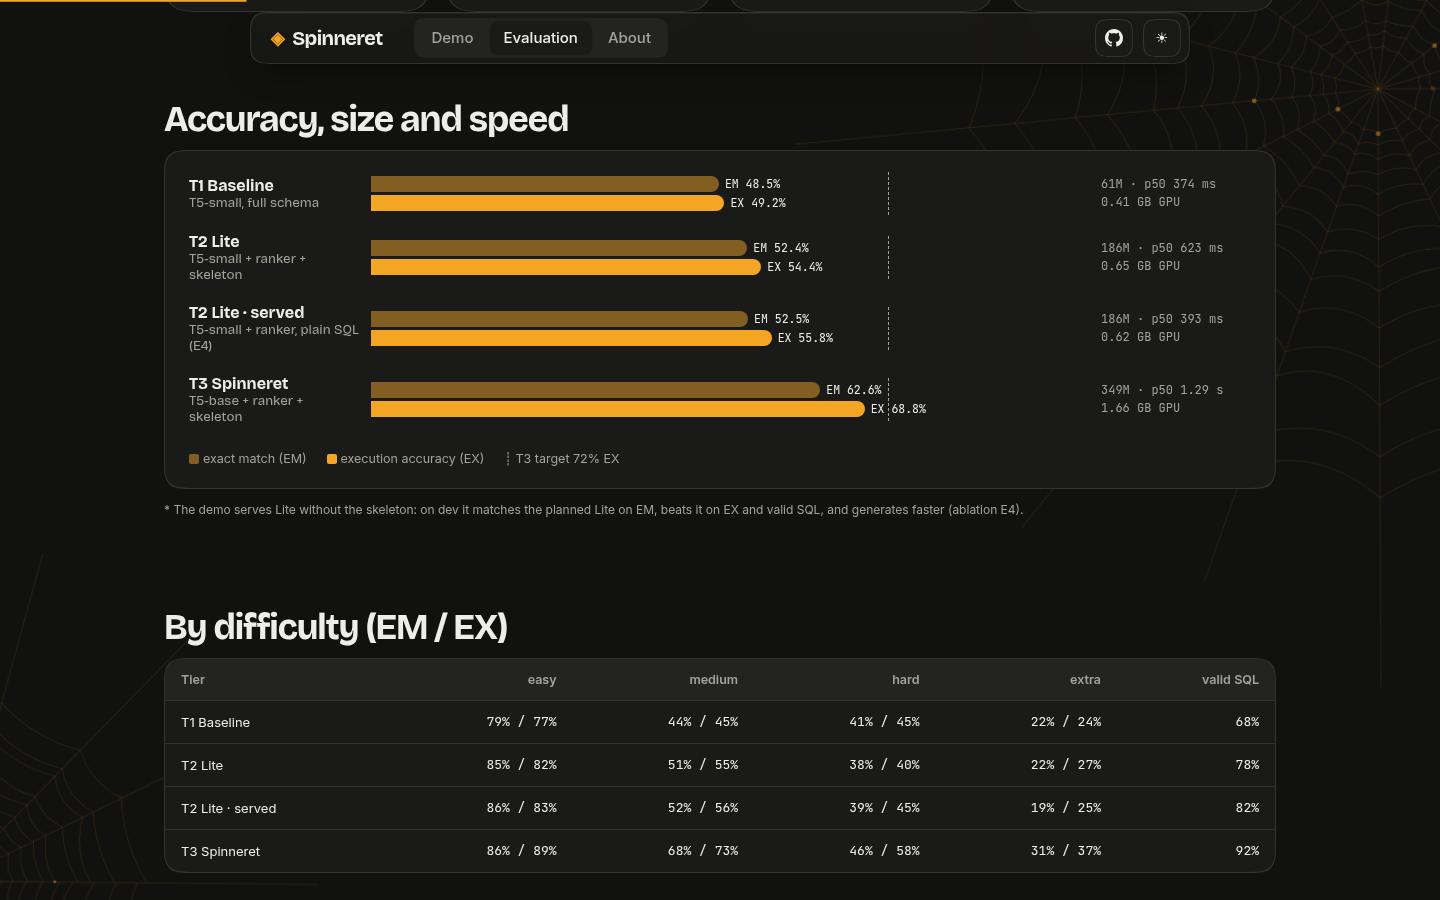 Spinneret Demo Evaluation About
Accuracy, size and speed
T1 Baseline
T5-small, full schema
EM 48.5%
EX 49.2%
61M · p50 374 ms
0.41 GB GPU
T2 Lite
T5-small + ranker +
skeleton
EM 52.4%
EX 54.4%
186M · p50 623 ms
0.65 GB GPU
T2 Lite · served
T5-small + ranker, plain SQL
(E4)
EM 52.5%
EX 55.8%
186M · p50 393 ms
0.62 GB GPU
T3 Spinneret
T5-base + ranker +
skeleton
EM 62.6%
EX 68.8%
349M · p50 1.29 s
1.66 GB GPU
exact match (EM) execution accuracy (EX) T3 target 72% EX
* The demo serves Lite without the skeleton: on dev it matches the planned Lite on EM, beats it on EX and valid SQL, and generates faster (ablation E4).
By difficulty (EM / EX)
Tier easy medium hard extra valid SQL
T1 Baseline 79% / 77% 44% / 45% 41% / 45% 22% / 24% 68%
T2 Lite 85% / 82% 51% / 55% 38% / 40% 22% / 27% 78%
T2 Lite · served 86% / 83% 52% / 56% 39% / 45% 19% / 25% 82%
T3 Spinneret 86% / 89% 68% / 73% 46% / 58% 31% / 37% 92%